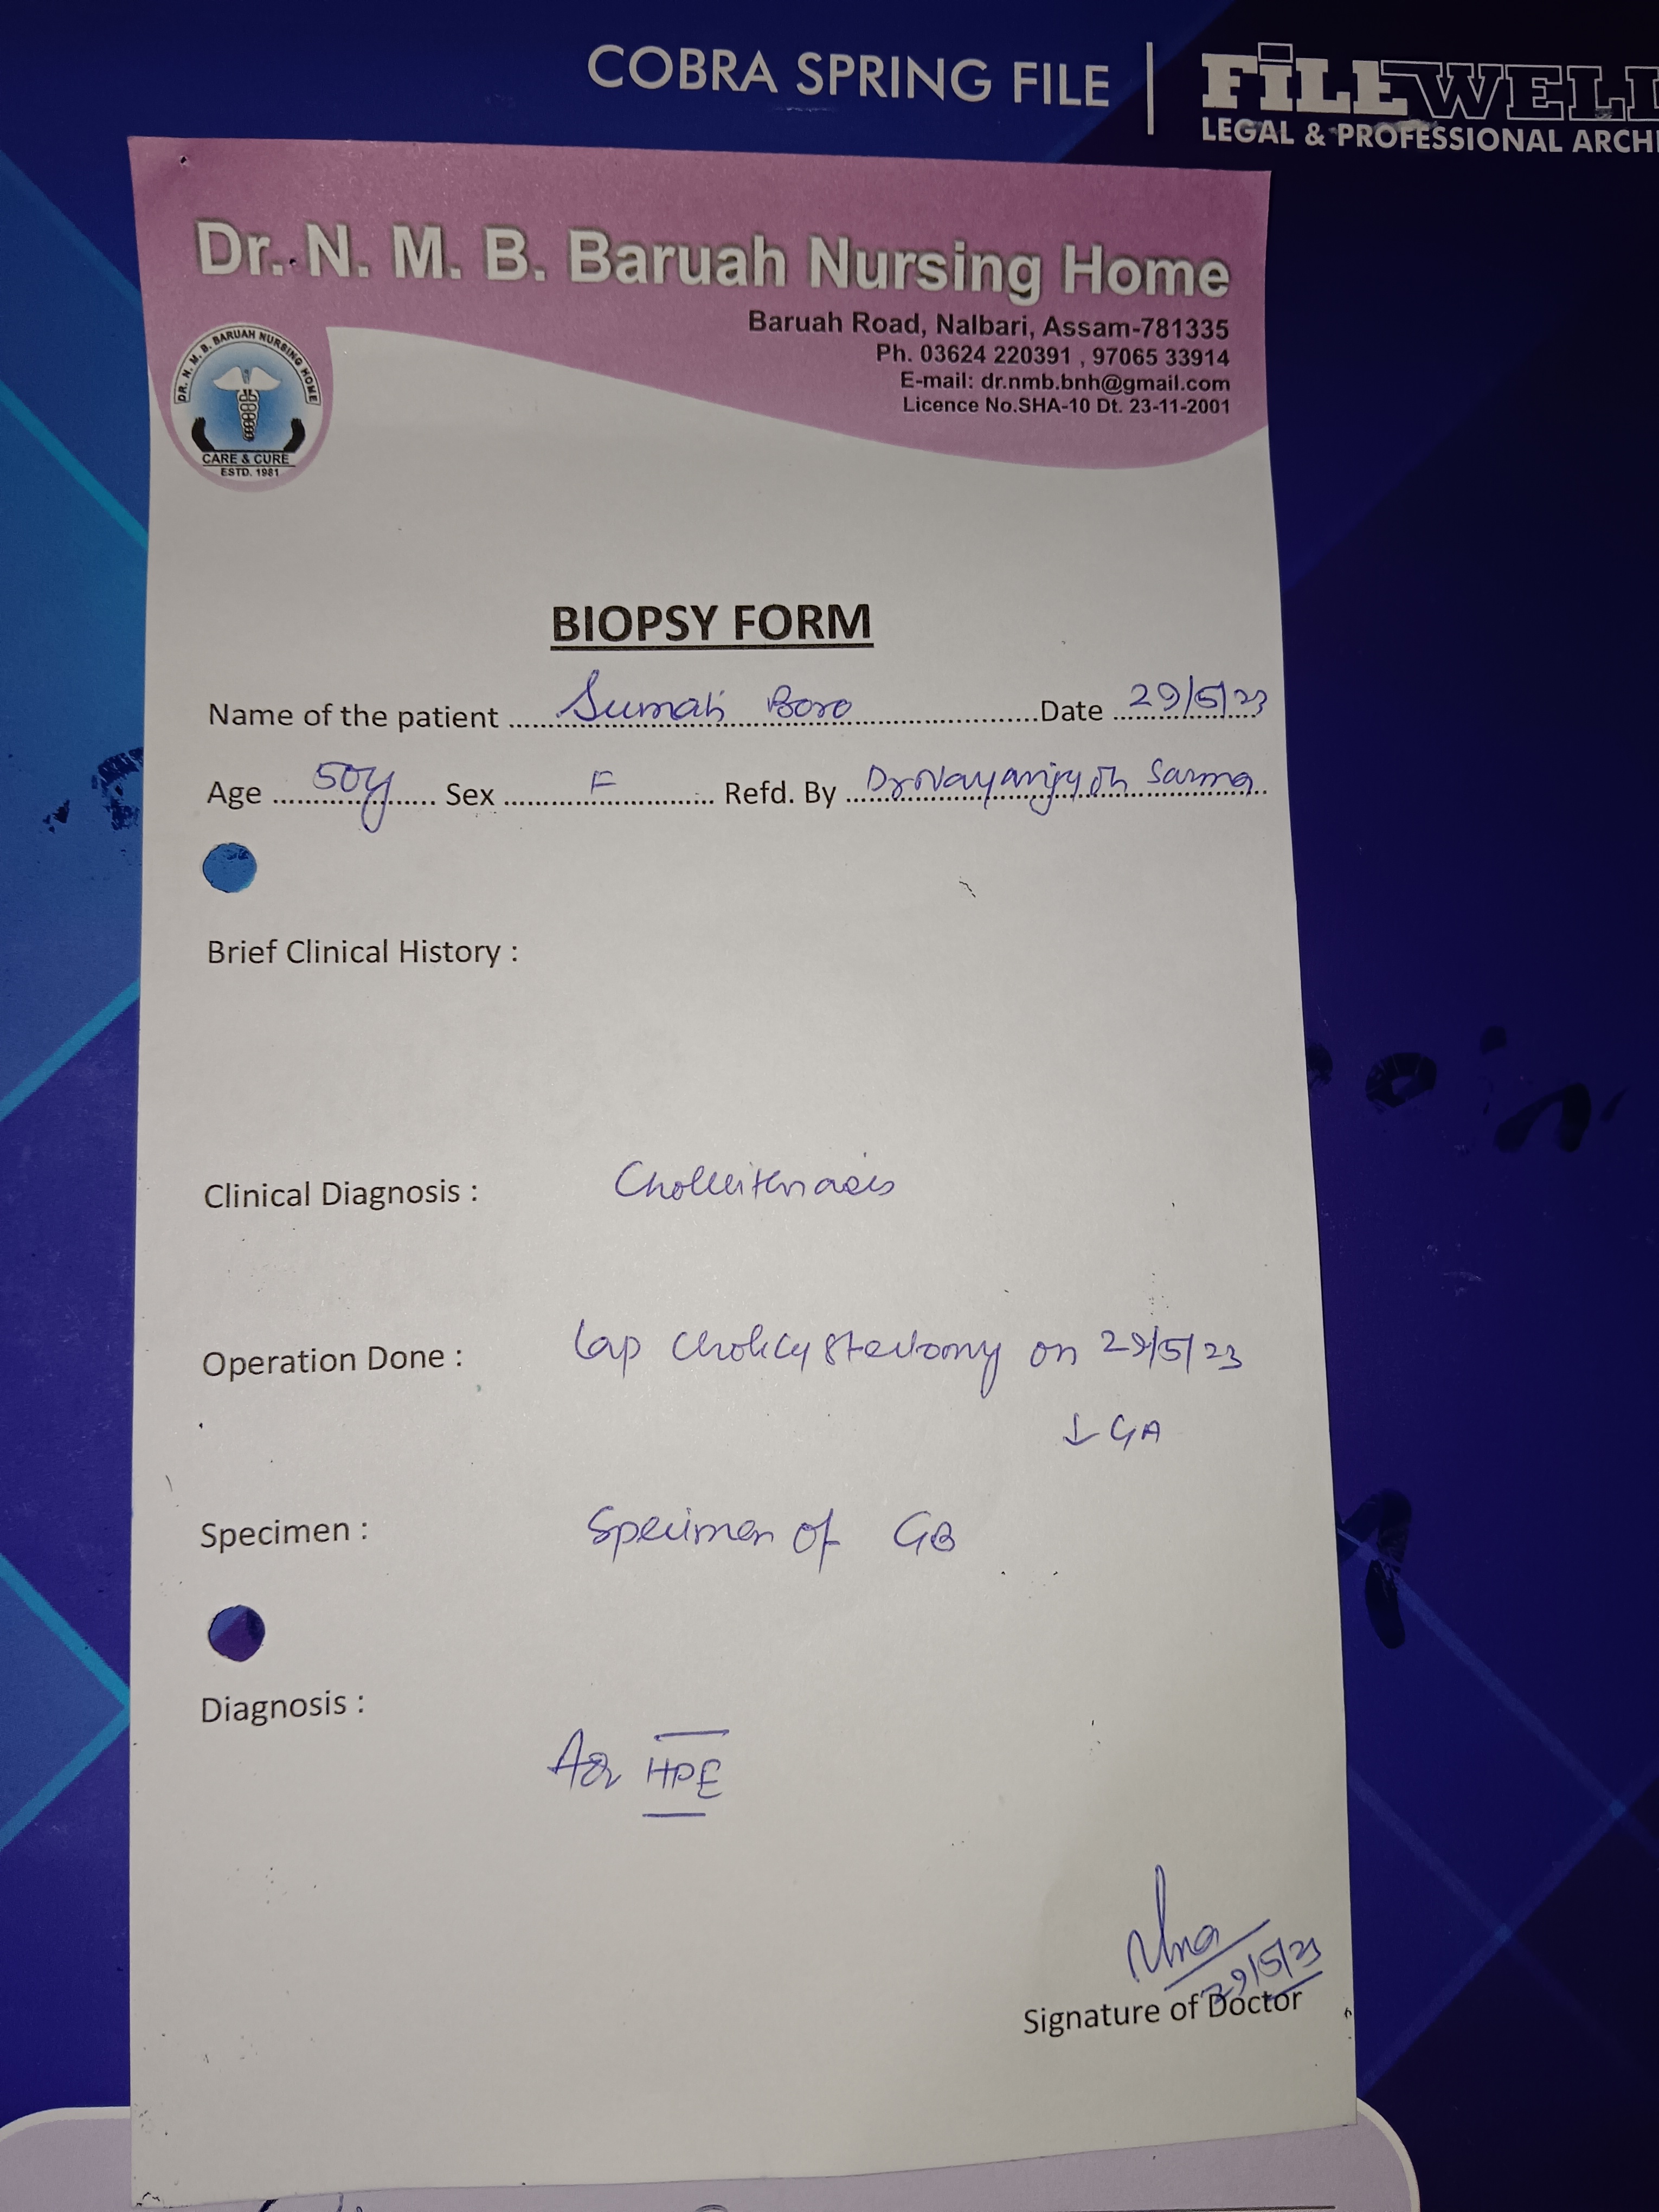 COBRA SPRING FILE | FILEWELL
LEGAL & PROFESSIONAL ARCHI
Dr. N. M. B. Baruah Nursing Home
Baruah Road, Nalbari, Assam-781335
Ph. 03624 220391 , 97065 33914
E-mail: dr.nmb.bnh@gmail.com
Licence No.SHA-10 Dt. 23-11-2001
DR. N. M. B. BARUAH NURSING HOME
CARE & CURE
ESTD. 1981
BIOPSY FORM
Name of the patient Sumati Boro Date 29/5/23
Age 50y Sex F Refd. By Dr Nayanjyoti Sarma
Brief Clinical History :
Clinical Diagnosis :
Operation Done : Lap Cholecystectomy on 29/5/23
↓ GA
Specimen : Specimen of GB
Diagnosis :
For HPE
29/5/23
Signature of Doctor